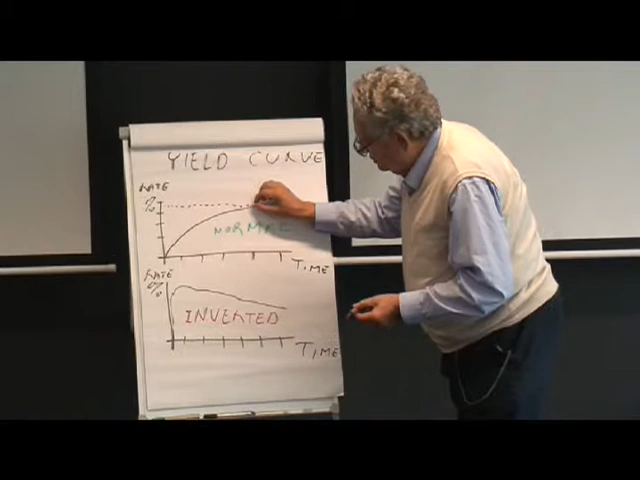 YIELD CURVE
RATE
%
NORMAL
TIME
RATE
%
INVERTED
TIME